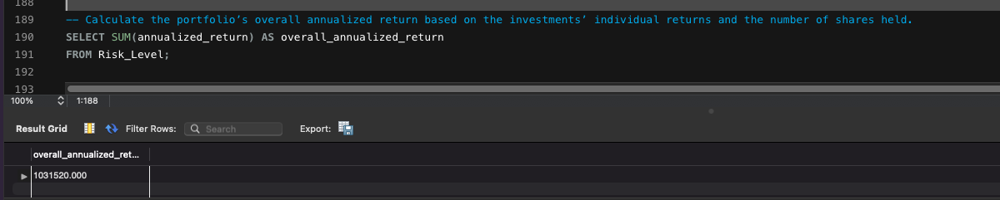 188
189 –– Calculate the portfolio’s overall annualized return based on the investments’ individual returns and the number of shares held.
190 SELECT SUM(annualized_return) AS overall_annualized_return
191 FROM Risk_Level;
192
193
100% 1:188
Result Grid Filter Rows: Search Export:
overall_annualized_ret...
1031520.000